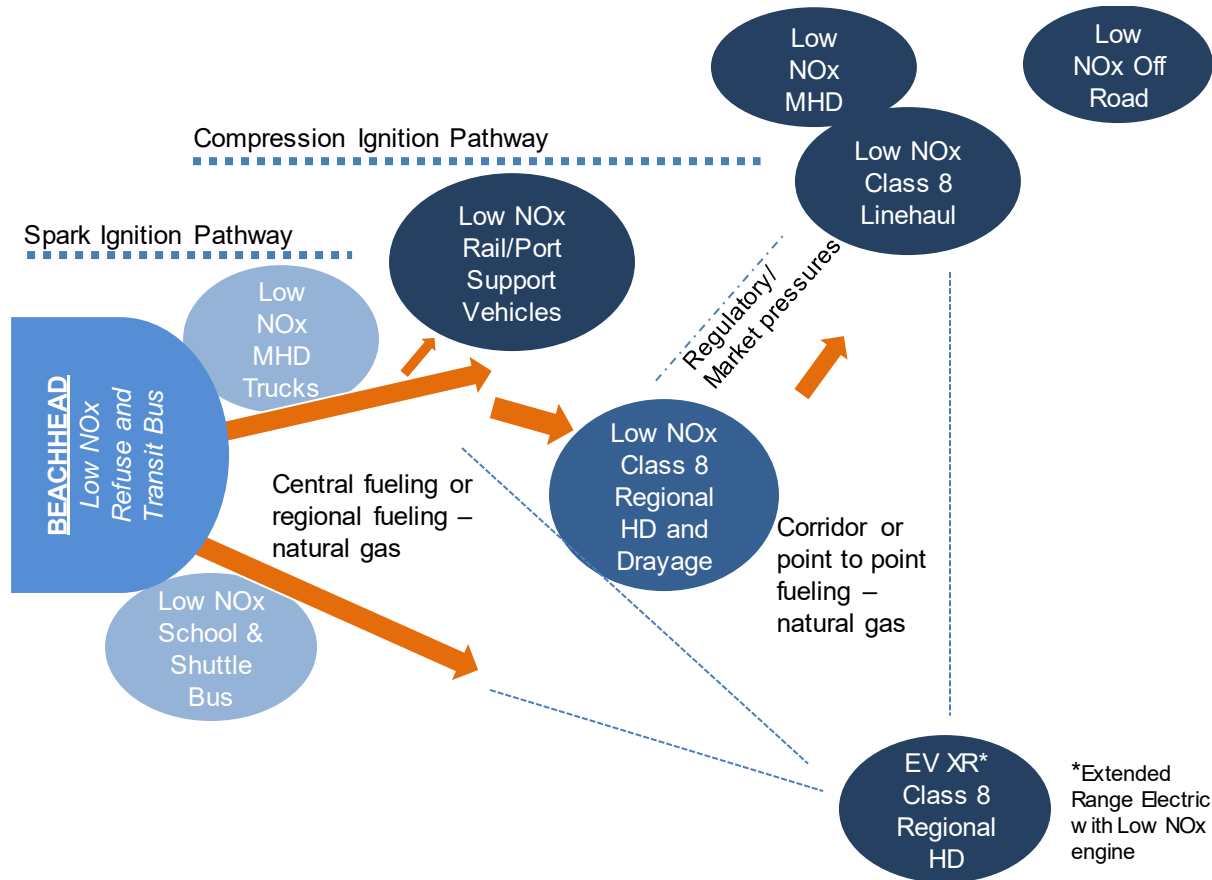 Low
NOx
MHD
Low
NOx Off
Road
Compression Ignition Pathway
Low NOx
Class 8
Linehaul
Spark Ignition Pathway
Low NOx
Rail/Port
Support
Vehicles
Low
NOx
MHD
Trucks
Regulatory/
Market pressures
BEACHHEAD
Low NOx
Refuse and
Transit Bus
Central fueling or
regional fueling –
natural gas
Low NOx
Class 8
Regional
HD and
Drayage
Corridor or
point to point
fueling –
natural gas
Low NOx
School &
Shuttle
Bus
EV XR*
Class 8
Regional
HD
*Extended
Range Electric
with Low NOx
engine